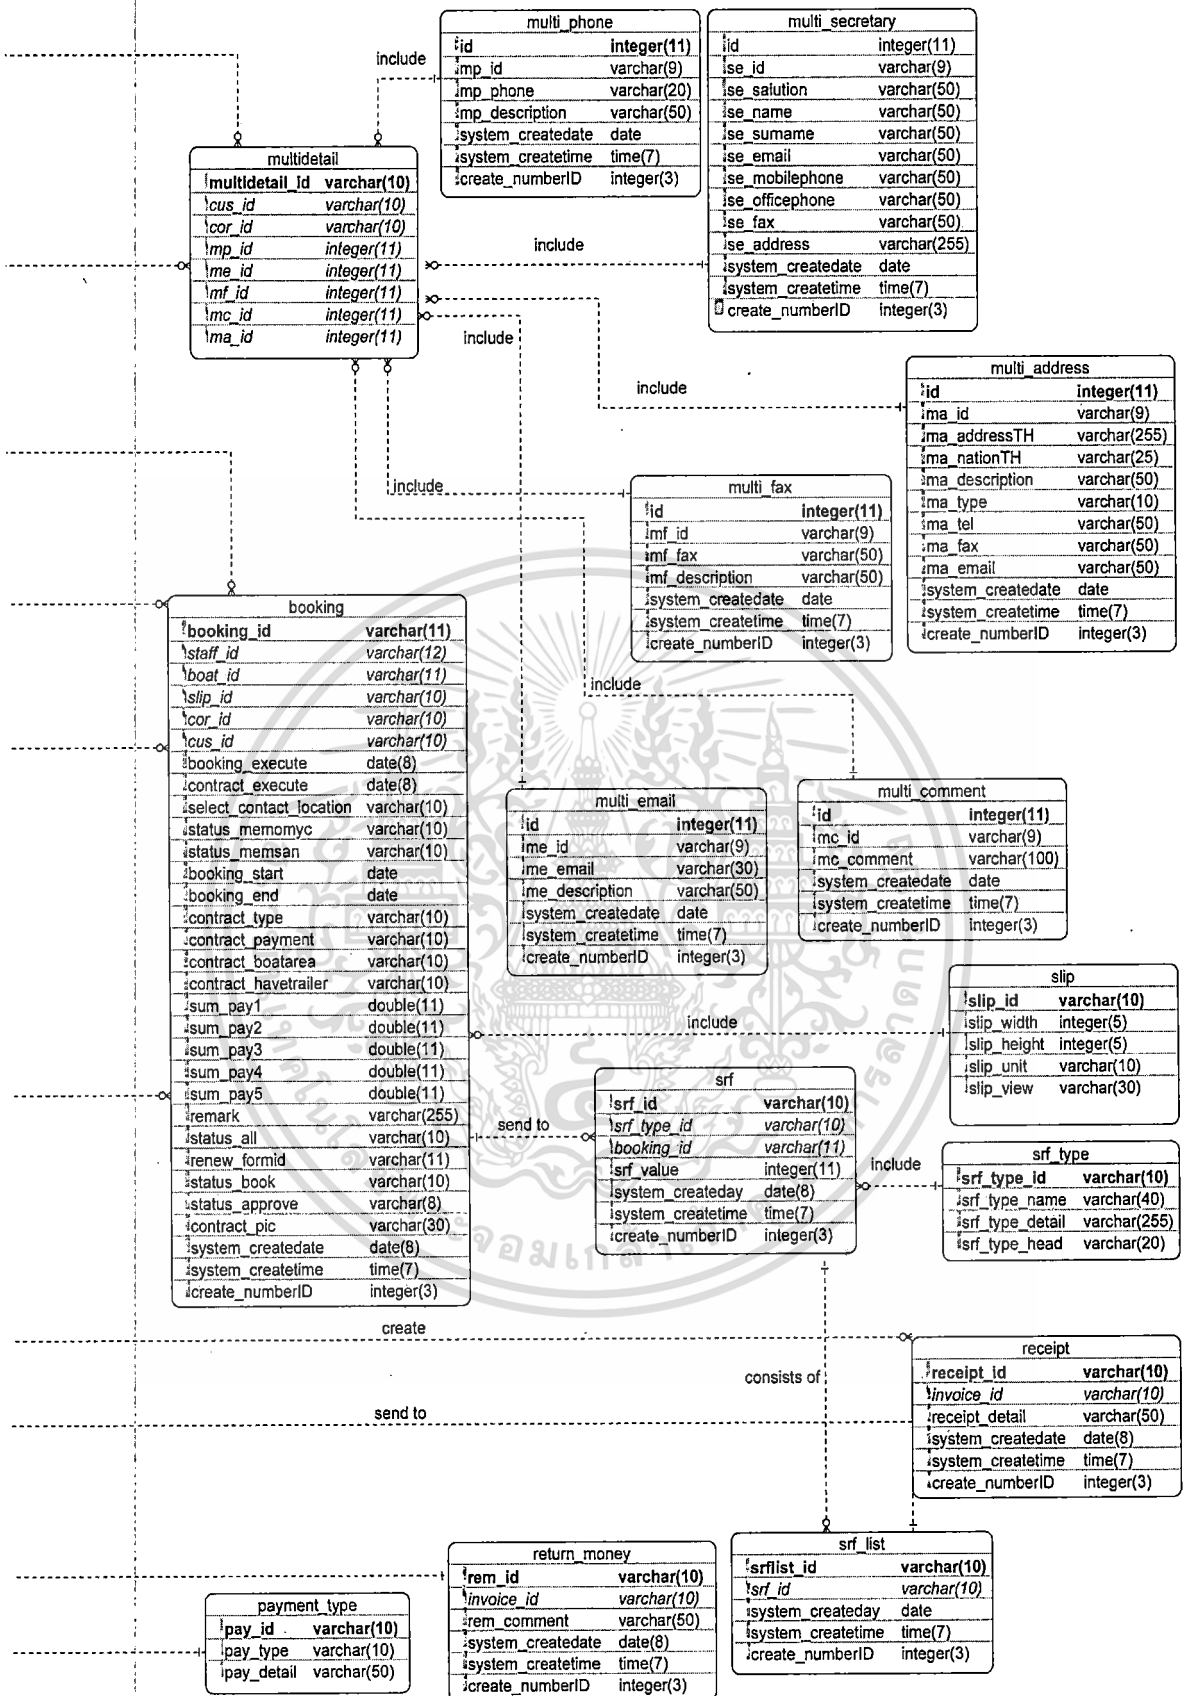 multi_phone
id integer(11)
mp_id varchar(9)
mp_phone varchar(20)
mp_description varchar(50)
system_createdate date
system_createtime time(7)
create_numberID integer(3)
multi_secretary
id integer(11)
se_id varchar(9)
se_salution varchar(50)
se_name varchar(50)
se_surname varchar(50)
se_email varchar(50)
se_mobilephone varchar(50)
se_officephone varchar(50)
se_fax varchar(50)
se_address varchar(255)
system_createdate date
system_createtime time(7)
create_numberID integer(3)
include
multidetail
multidetail_id varchar(10)
cus_id varchar(10)
cor_id varchar(10)
mp_id integer(11)
me_id integer(11)
mf_id integer(11)
mc_id integer(11)
ma_id integer(11)
include
include
include
multi_address
id integer(11)
ma_id varchar(9)
ma_addressTH varchar(255)
ma_nationTH varchar(25)
ma_description varchar(50)
ma_type varchar(10)
ma_tel varchar(50)
ma_fax varchar(50)
ma_email varchar(50)
system_createdate date
system_createtime time(7)
create_numberID integer(3)
include
multi_fax
id integer(11)
mf_id varchar(9)
mf_fax varchar(50)
mf_description varchar(50)
system_createdate date
system_createtime time(7)
create_numberID integer(3)
include
booking
booking_id varchar(11)
staff_id varchar(12)
boat_id varchar(11)
slip_id varchar(10)
cor_id varchar(10)
cus_id varchar(10)
booking_execute date(8)
contract_execute date(8)
select_contact_location varchar(10)
status_memomyc varchar(10)
status_memsan varchar(10)
booking_start date
booking_end date
contract_type varchar(10)
contract_payment varchar(10)
contract_boatarea varchar(10)
contract_havetrailer varchar(10)
sum_pay1 double(11)
sum_pay2 double(11)
sum_pay3 double(11)
sum_pay4 double(11)
sum_pay5 double(11)
remark varchar(255)
status_all varchar(10)
renew_formid varchar(11)
status_book varchar(10)
status_approve varchar(8)
contract_pic varchar(30)
system_createdate date(8)
system_createtime time(7)
create_numberID integer(3)
multi_email
id integer(11)
me_id varchar(9)
me_email varchar(30)
me_description varchar(50)
system_createdate date
system_createtime time(7)
create_numberID integer(3)
multi_comment
id integer(11)
mc_id varchar(9)
mc_comment varchar(100)
system_createdate date
system_createtime time(7)
create_numberID integer(3)
include
slip
slip_id varchar(10)
slip_width integer(5)
slip_height integer(5)
slip_unit varchar(10)
slip_view varchar(30)
send to
srf
srf_id varchar(10)
srf_type_id varchar(10)
booking_id varchar(11)
srf_value integer(11)
system_createday date(8)
system_createtime time(7)
create_numberID integer(3)
include
srf_type
srf_type_id varchar(10)
srf_type_name varchar(40)
srf_type_detail varchar(255)
srf_type_head varchar(20)
create
consists of
send to
receipt
receipt_id varchar(10)
invoice_id varchar(10)
receipt_detail varchar(50)
system_createdate date(8)
system_createtime time(7)
create_numberID integer(3)
payment_type
pay_id varchar(10)
pay_type varchar(10)
pay_detail varchar(50)
return_money
rem_id varchar(10)
invoice_id varchar(10)
rem_comment varchar(50)
system_createdate date(8)
system_createtime time(7)
create_numberID integer(3)
srf_list
srflist_id varchar(10)
srf_id varchar(10)
system_createday date
system_createtime time(7)
create_numberID integer(3)